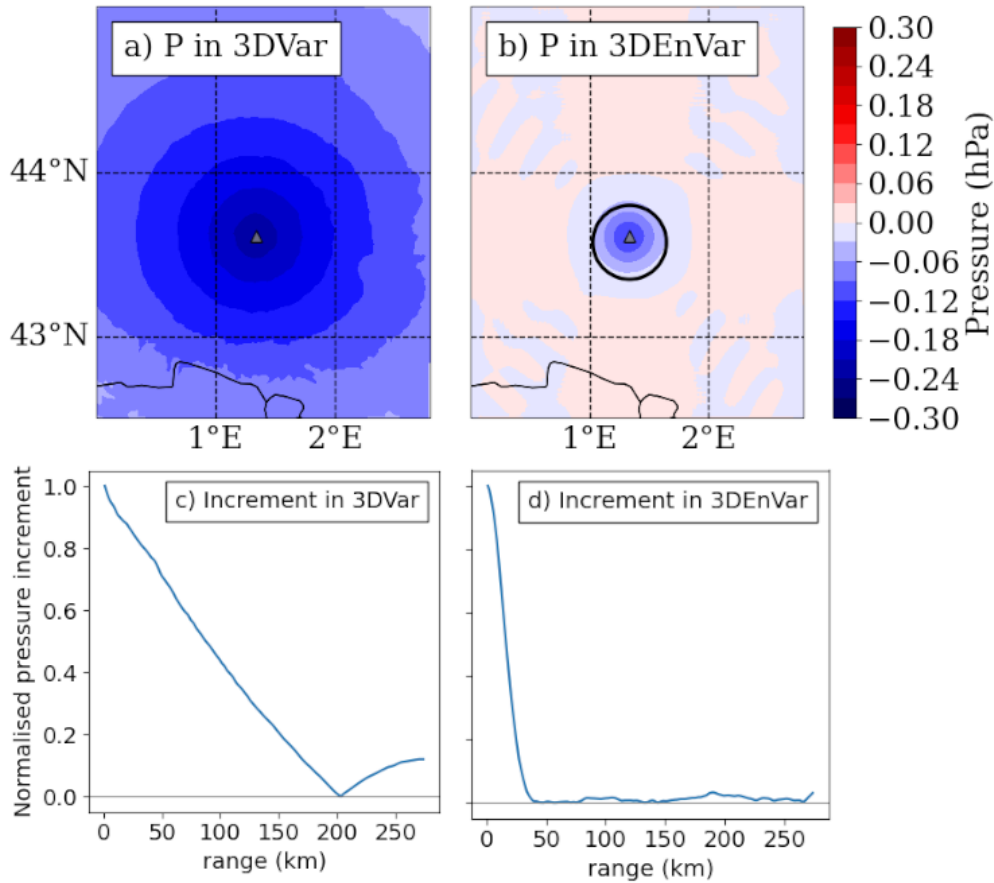 a) P in 3DVar
b) P in 3DEnVar
44°N
43°N
1°E
2°E
1°E
2°E
0.30
0.24
0.18
0.12
0.06
0.00
−0.06
−0.12
−0.18
−0.24
−0.30
Pressure (hPa)
c) Increment in 3DVar
Normalised pressure increment
1.0
0.8
0.6
0.4
0.2
0.0
0
50
100
150
200
250
range (km)
d) Increment in 3DEnVar
0
50
100
150
200
250
range (km)